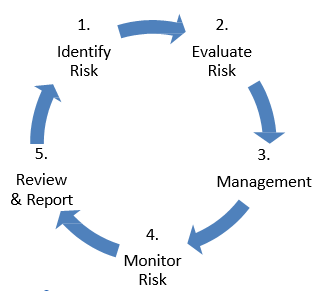 1.
Identify
Risk
2.
Evaluate
Risk
3.
Management
4.
Monitor
Risk
5.
Review
& Report